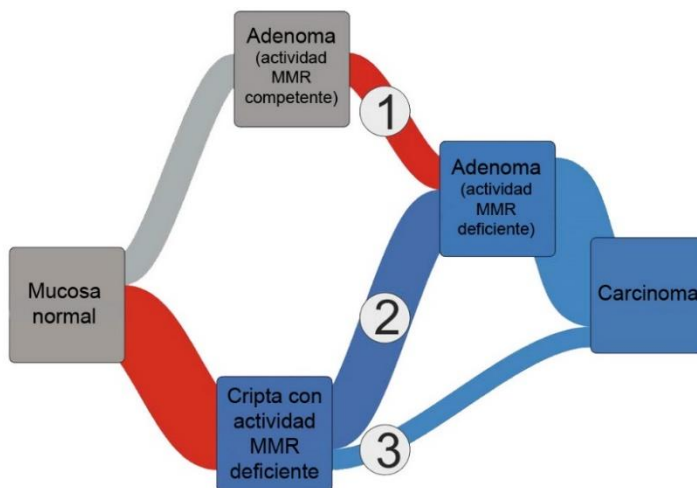 Adenoma
(actividad
MMR
competente)
1
Adenoma
(actividad
MMR
deficiente)
Mucosa
normal
Carcinoma
2
Cripta con
actividad
MMR
deficiente
3